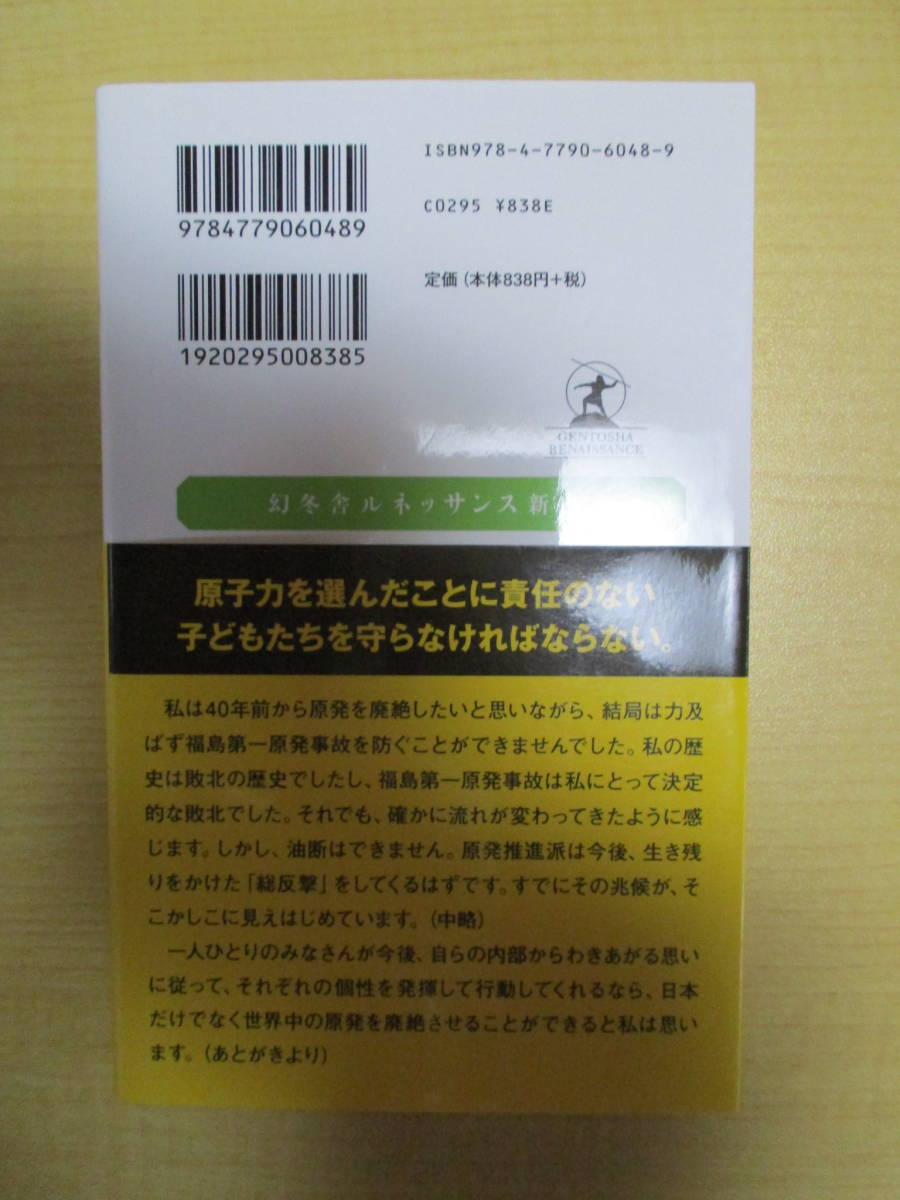 ISBN978-4-7790-6048-9
9784779060489
C0295 ¥838E
定価（本体838円＋税）
1920295008385
GENTOSHA
RENAISSANCE
幻冬舎ルネッサンス新
原子力を選んだことに責任のない
子どもたちを守らなければならない。
私は40年前から原発を廃絶したいと思いながら、結局は力及
ばず福島第一原発事故を防ぐことができませんでした。私の歴
史は敗北の歴史でしたし、福島第一原発事故は私にとって決定
的な敗北でした。それでも、確かに流れが変わってきたように感
じます。しかし、油断はできません。原発推進派は今後、生き残
りをかけた「総反撃」をしてくるはずです。すでにその兆候が、そ
こかしこに見えはじめています。（中略）
一人ひとりのみなさんが今後、自らの内部からわきあがる思い
に従って、それぞれの個性を発揮して行動してくれるなら、日本
だけでなく世界中の原発を廃絶させることができると私は思い
ます。（あとがきより）